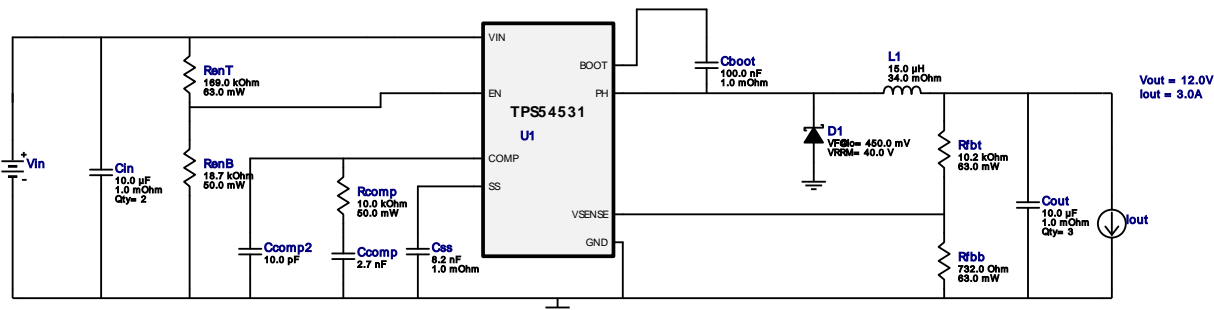 VIN
BOOT
L1
15.0 µH
34.0 mOhm
Cboot
100.0 nF
1.0 mOhm
Vout = 12.0V
Iout = 3.0A
RenT
169.0 kOhm
63.0 mW
EN
PH
TPS54531
U1
D1
VRRM= 40.0 V
Rfbt
10.2 kOhm
63.0 mW
Vin
+
-
Cin
10.0 µF
1.0 mOhm
Qty= 2
RenB
18.7 kOhm
50.0 mW
COMP
SS
Rcomp
10.0 kOhm
50.0 mW
VSENSE
GND
Cout
10.0 µF
1.0 mOhm
Qty= 3
Iout
Ccomp2
10.0 pF
Ccomp
2.7 nF
Css
8.2 nF
1.0 mOhm
Rfbb
732.0 Ohm
63.0 mW